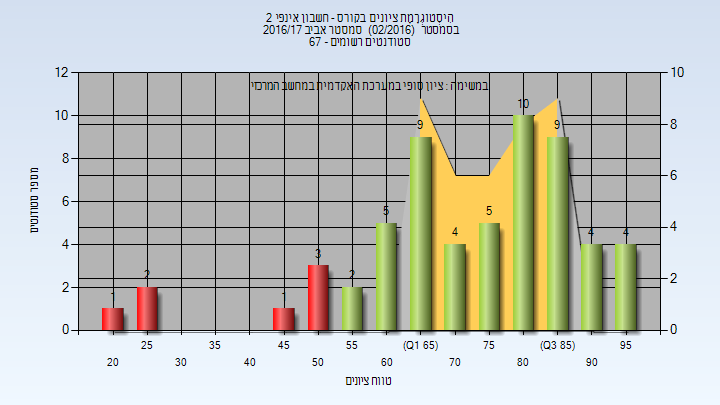 היסטוגרמת ציונים בקורס - חשבון אינפי 2
בסמסטר (02/2016) סמסטר אביב 2016/17
סטודנטים רשומים - 67
במשימה : ציון סופי במערכת האקדמית במחשב המרכזי
12 10 8 6 4 2 0
מספר סטודנטים
10 8 6 4 2 0
1 2 1 3 2 5 9 4 5 10 9 4 4
25 35 45 55 (Q1 65) 75 (Q3 85) 95
20 30 40 50 60 70 80 90
טווח ציונים